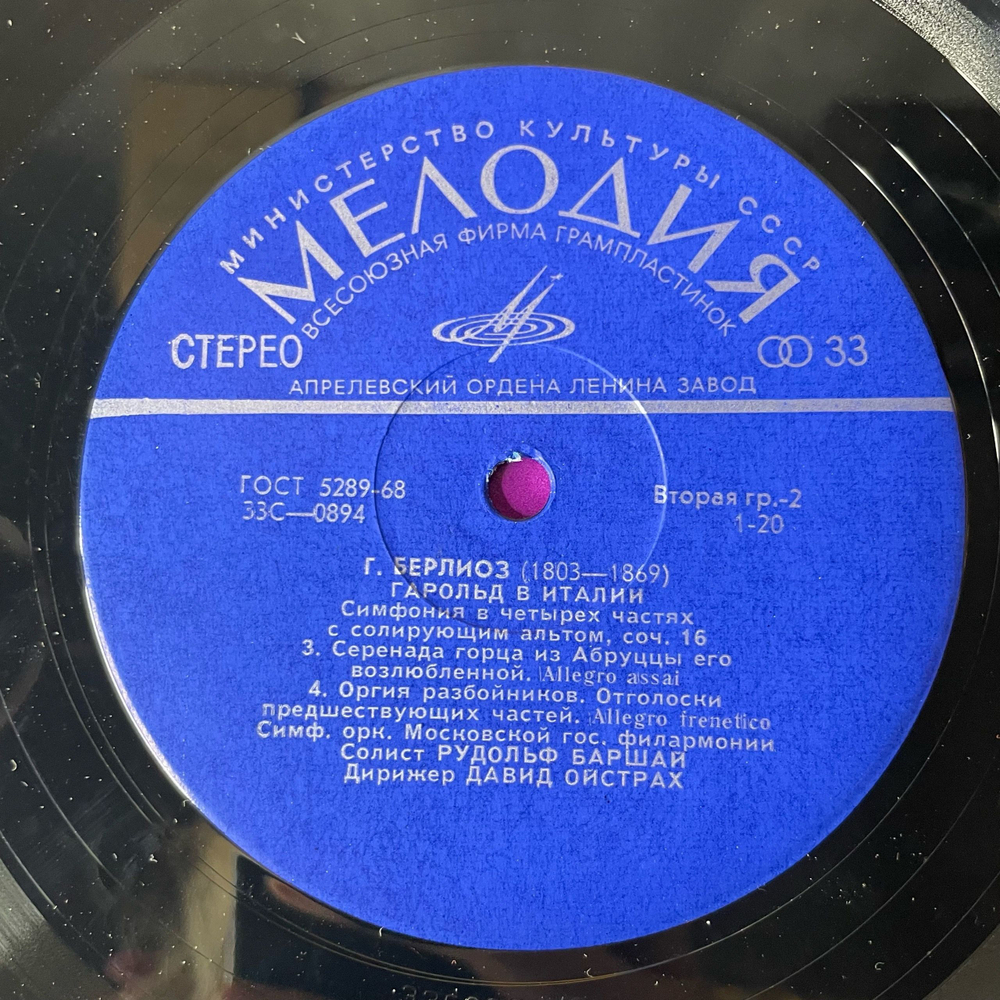 МИНИСТЕРСТВО КУЛЬТУРЫ СССР
МЕЛОДИЯ
ВСЕСОЮЗНАЯ ФИРМА ГРАМПЛАСТИНОК
СТЕРЕО
33
АПРЕЛЕВСКИЙ ОРДЕНА ЛЕНИНА ЗАВОД
ГОСТ 5289-68
33С—0894
Вторая гр.-2
1-20
Г. БЕРЛИОЗ (1803—1869)
ГАРОЛЬД В ИТАЛИИ
Симфония в четырех частях
с солирующим альтом, соч. 16
3. Серенада горца из Абруццы его
возлюбленной. Allegro assai
4. Оргия разбойников. Отголоски
предшествующих частей. Allegro frenetico
Симф. орк. Московской гос. филармонии
Солист РУДОЛЬФ БАРШАЙ
Дирижер ДАВИД ОЙСТРАХ